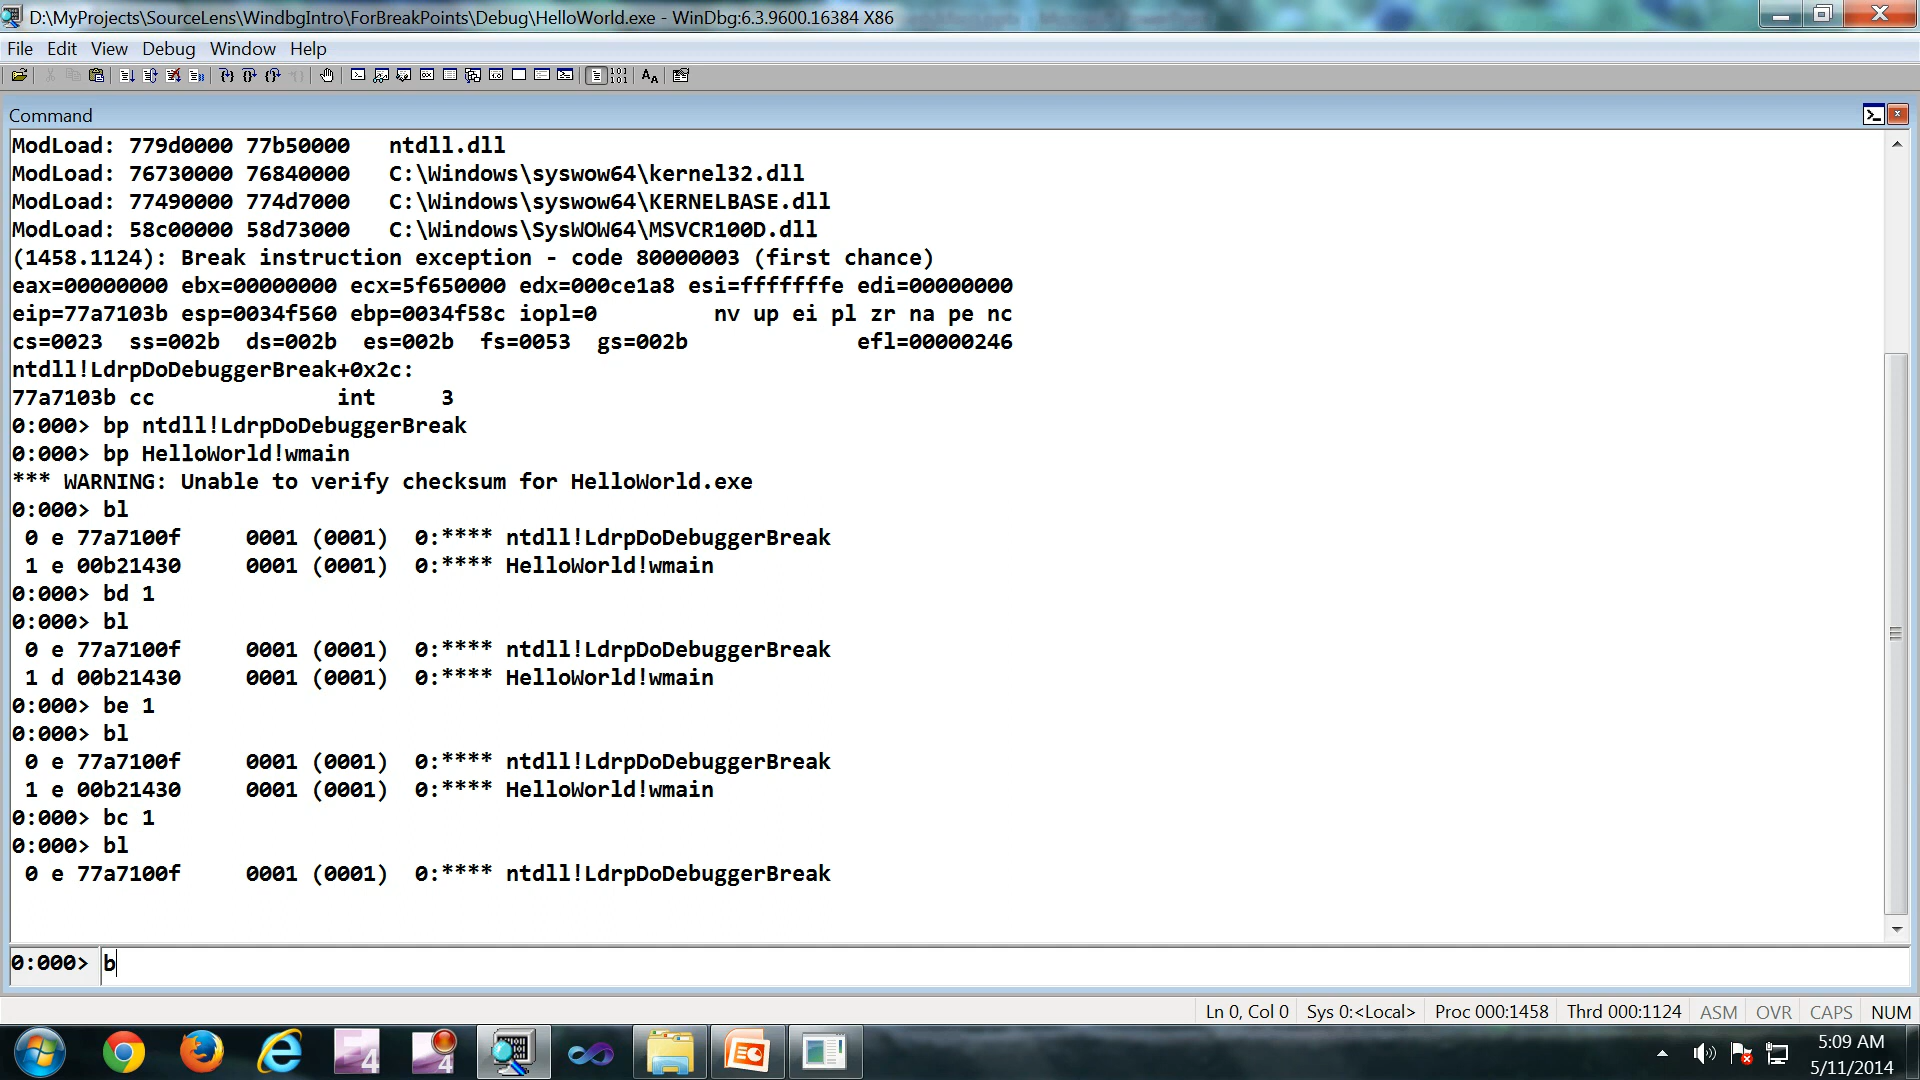 D:\MyProjects\SourceLens\WindbgIntro\ForBreakPoints\Debug\HelloWorld.exe - WinDbg:6.3.9600.16384 X86
File Edit View Debug Window Help
Command
ModLoad: 779d0000 77b50000   ntdll.dll
ModLoad: 76730000 76840000   C:\Windows\syswow64\kernel32.dll
ModLoad: 77490000 774d7000   C:\Windows\syswow64\KERNELBASE.dll
ModLoad: 58c00000 58d73000   C:\Windows\SysWOW64\MSVCR100D.dll
(1458.1124): Break instruction exception - code 80000003 (first chance)
eax=00000000 ebx=00000000 ecx=5f650000 edx=000ce1a8 esi=fffffffe edi=00000000
eip=77a7103b esp=0034f560 ebp=0034f58c iopl=0         nv up ei pl zr na pe nc
cs=0023  ss=002b  ds=002b  es=002b  fs=0053  gs=002b             efl=00000246
ntdll!LdrpDoDebuggerBreak+0x2c:
77a7103b cc              int     3
0:000> bp ntdll!LdrpDoDebuggerBreak
0:000> bp HelloWorld!wmain
*** WARNING: Unable to verify checksum for HelloWorld.exe
0:000> bl
 0 e 77a7100f     0001 (0001)  0:**** ntdll!LdrpDoDebuggerBreak
 1 e 00b21430     0001 (0001)  0:**** HelloWorld!wmain
0:000> bd 1
0:000> bl
 0 e 77a7100f     0001 (0001)  0:**** ntdll!LdrpDoDebuggerBreak
 1 d 00b21430     0001 (0001)  0:**** HelloWorld!wmain
0:000> be 1
0:000> bl
 0 e 77a7100f     0001 (0001)  0:**** ntdll!LdrpDoDebuggerBreak
 1 e 00b21430     0001 (0001)  0:**** HelloWorld!wmain
0:000> bc 1
0:000> bl
 0 e 77a7100f     0001 (0001)  0:**** ntdll!LdrpDoDebuggerBreak
0:000> b
Ln 0, Col 0 Sys 0:<Local> Proc 000:1458 Thrd 000:1124 ASM OVR CAPS NUM
5:09 AM
5/11/2014